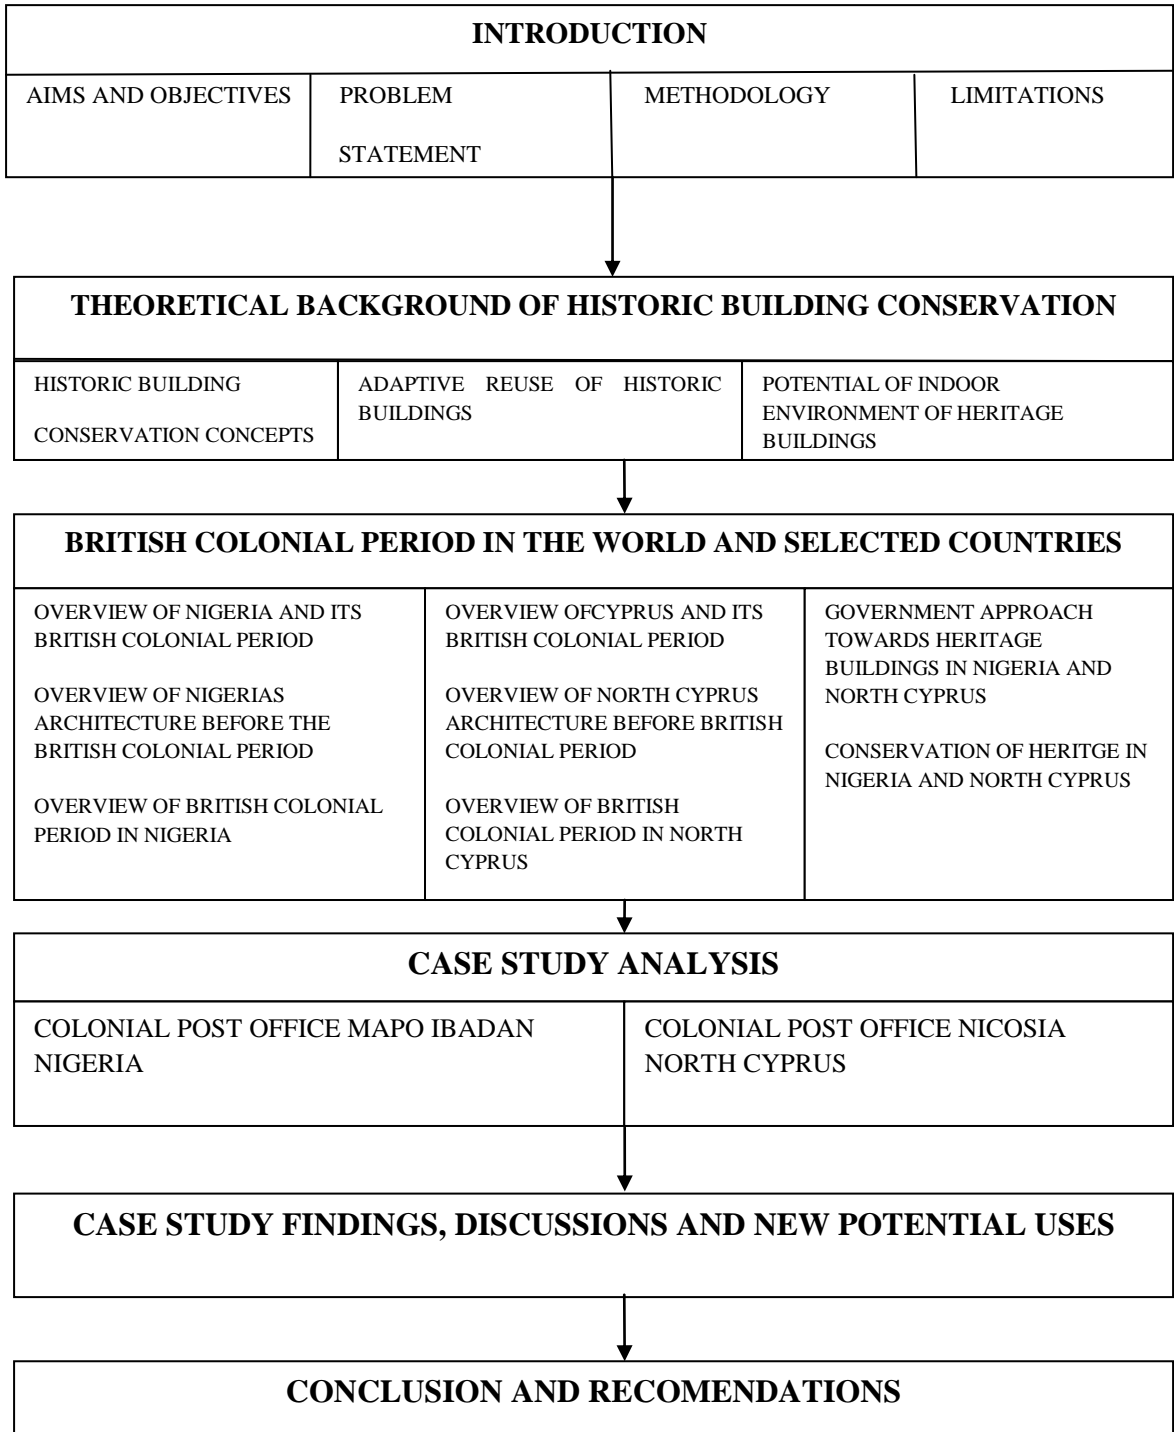 INTRODUCTION
AIMS AND OBJECTIVES
PROBLEM
STATEMENT
METHODOLOGY
LIMITATIONS
THEORETICAL BACKGROUND OF HISTORIC BUILDING CONSERVATION
HISTORIC BUILDING
CONSERVATION CONCEPTS
ADAPTIVE REUSE OF HISTORIC
BUILDINGS
POTENTIAL OF INDOOR
ENVIRONMENT OF HERITAGE
BUILDINGS
BRITISH COLONIAL PERIOD IN THE WORLD AND SELECTED COUNTRIES
OVERVIEW OF NIGERIA AND ITS
BRITISH COLONIAL PERIOD
OVERVIEW OF NIGERIAS
ARCHITECTURE BEFORE THE
BRITISH COLONIAL PERIOD
OVERVIEW OF BRITISH COLONIAL
PERIOD IN NIGERIA
OVERVIEW OFCYPRUS AND ITS
BRITISH COLONIAL PERIOD
OVERVIEW OF NORTH CYPRUS
ARCHITECTURE BEFORE BRITISH
COLONIAL PERIOD
OVERVIEW OF BRITISH
COLONIAL PERIOD IN NORTH
CYPRUS
GOVERNMENT APPROACH
TOWARDS HERITAGE
BUILDINGS IN NIGERIA AND
NORTH CYPRUS
CONSERVATION OF HERITGE IN
NIGERIA AND NORTH CYPRUS
CASE STUDY ANALYSIS
COLONIAL POST OFFICE MAPO IBADAN
NIGERIA
COLONIAL POST OFFICE NICOSIA
NORTH CYPRUS
CASE STUDY FINDINGS, DISCUSSIONS AND NEW POTENTIAL USES
CONCLUSION AND RECOMENDATIONS